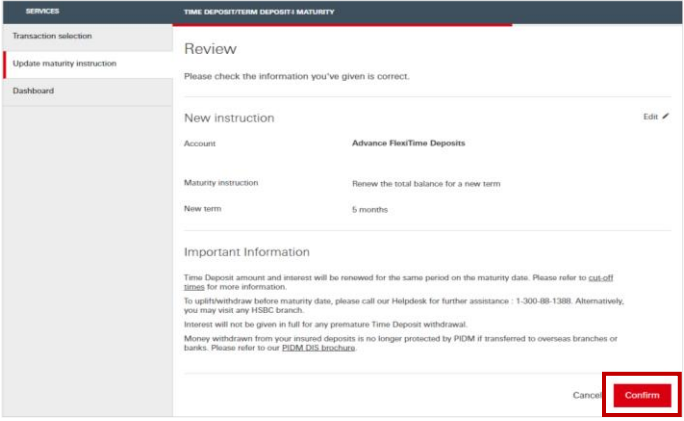 SERVICES
TIME DEPOSIT/TERM DEPOSIT-I MATURITY
Transaction selection
Update maturity instruction
Dashboard
Review
Please check the information you've given is correct.
New instruction
Edit
Account
Advance FlexiTime Deposits
Maturity instruction
Renew the total balance for a new term
New term
5 months
Important Information
Time Deposit amount and interest will be renewed for the same period on the maturity date. Please refer to cut-off
times for more information.
To uplift/withdraw before maturity date, please call our Helpdesk for further assistance : 1-300-88-1388. Alternatively,
you may visit any HSBC branch.
Interest will not be given in full for any premature Time Deposit withdrawal.
Money withdrawn from your insured deposits is no longer protected by PIDM if transferred to overseas branches or
banks. Please refer to our PIDM DIS brochure.
Cancel
Confirm